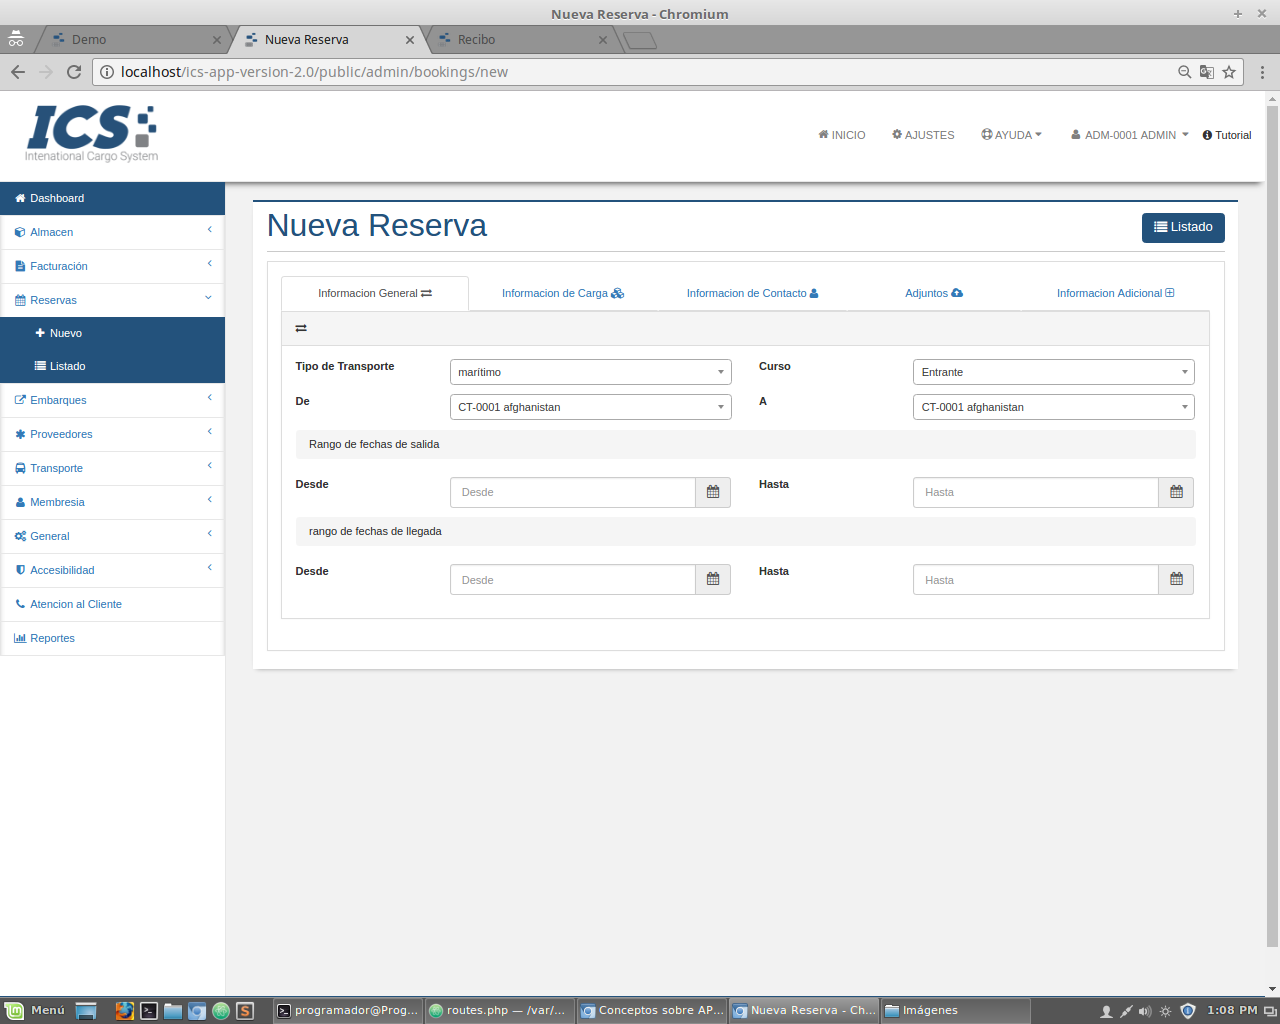 Nueva Reserva - Chromium
Demo
Nueva Reserva
Recibo
localhost/ics-app-version-2.0/public/admin/bookings/new
ICS
International Cargo System
INICIO
AJUSTES
AYUDA
ADM-0001 ADMIN
Tutorial
Dashboard
Almacen
Facturación
Reservas
Nuevo
Listado
Embarques
Proveedores
Transporte
Membresia
General
Accesibilidad
Atencion al Cliente
Reportes
Nueva Reserva
Listado
Informacion General
Informacion de Carga
Informacion de Contacto
Adjuntos
Informacion Adicional
Tipo de Transporte
marítimo
Curso
Entrante
De
CT-0001 afghanistan
A
CT-0001 afghanistan
Rango de fechas de salida
Desde
Desde
Hasta
Hasta
rango de fechas de llegada
Desde
Desde
Hasta
Hasta
Menú
programador@Prog...
routes.php — /var/...
Conceptos sobre AP...
Nueva Reserva - Ch...
Imágenes
1:08 PM